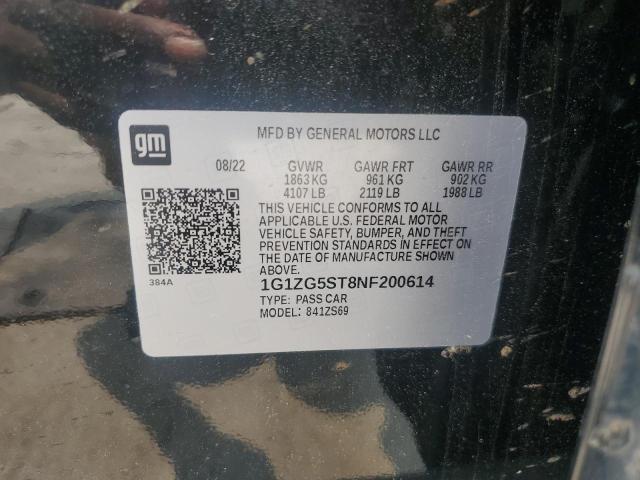 gm
MFD BY GENERAL MOTORS LLC
08/22 GVWR GAWR FRT GAWR RR
1863 KG 961 KG 902 KG
4107 LB 2119 LB 1988 LB
THIS VEHICLE CONFORMS TO ALL
APPLICABLE U.S. FEDERAL MOTOR
VEHICLE SAFETY, BUMPER, AND THEFT
PREVENTION STANDARDS IN EFFECT ON
THE DATE OF MANUFACTURE SHOWN
ABOVE.
384A
1G1ZG5ST8NF200614
TYPE: PASS CAR
MODEL: 841ZS69